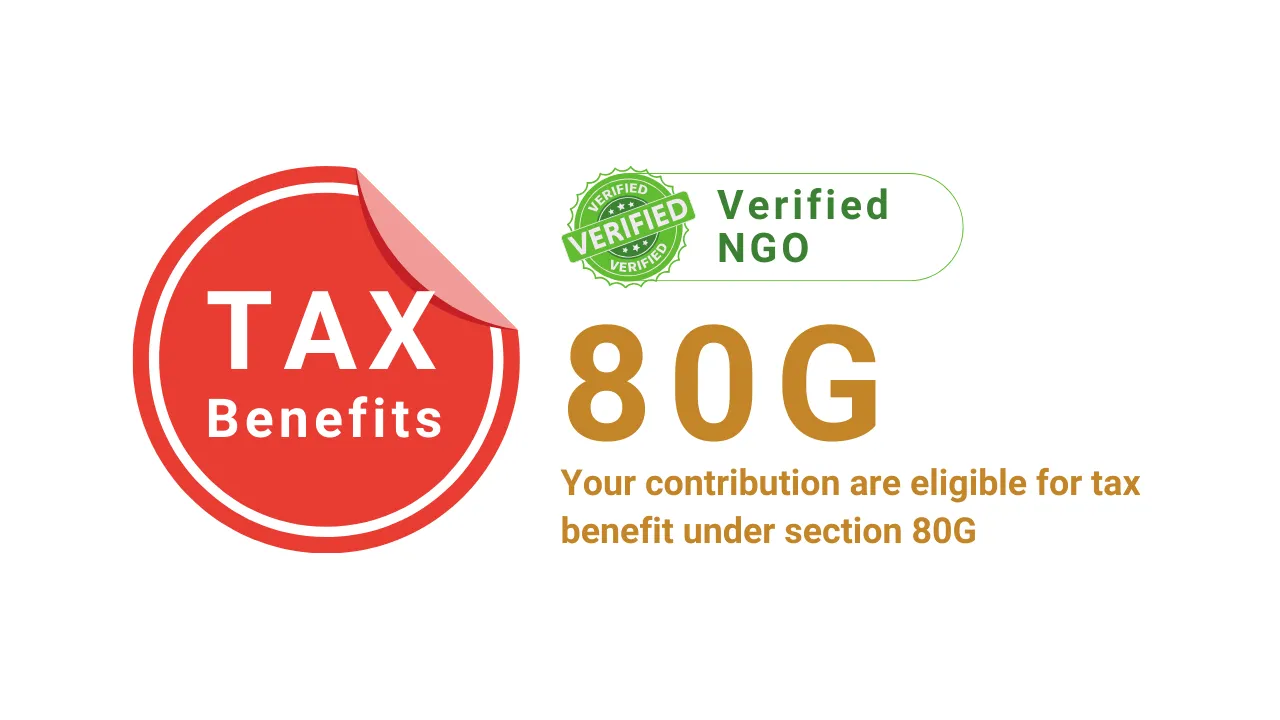 TAX
Benefits
VERIFIED
VERIFIED
VERIFIED
Verified
NGO
80G
Your contribution are eligible for tax
benefit under section 80G